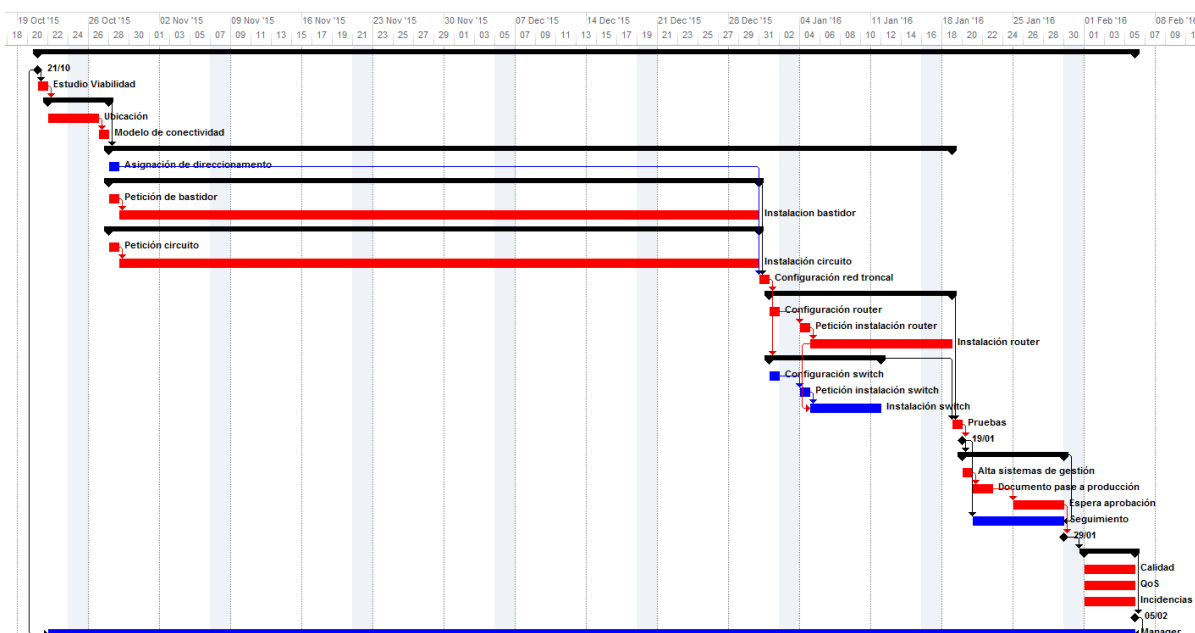 19 Oct '15 26 Oct '15 02 Nov '15 09 Nov '15 16 Nov '15 23 Nov '15 30 Nov '15 07 Dec '15 14 Dec '15 21 Dec '15 28 Dec '15 04 Jan '16 11 Jan '16 18 Jan '16 25 Jan '16 01 Feb '16 08 Feb '16
18 20 22 24 26 28 30 01 03 05 07 09 11 13 15 17 19 21 23 25 27 29 01 03 05 07 09 11 13 15 17 19 21 23 25 27 29 31 02 04 06 08 10 12 14 16 18 20 22 24 26 28 30 01 03 05 07 09
21/10
Estudio Viabilidad
Ubicación
Modelo de conectividad
Asignación de direccionamento
Petición de bastidor
Instalacion bastidor
Petición circuito
Instalación circuito
Configuración red troncal
Configuración router
Petición instalación router
Instalación router
Configuración switch
Petición instalación switch
Instalación switch
Pruebas
19/01
Alta sistemas de gestión
Documento pase a producción
Espera aprobación
Seguimiento
29/01
Calidad
QoS
Incidencias
05/02
Manager